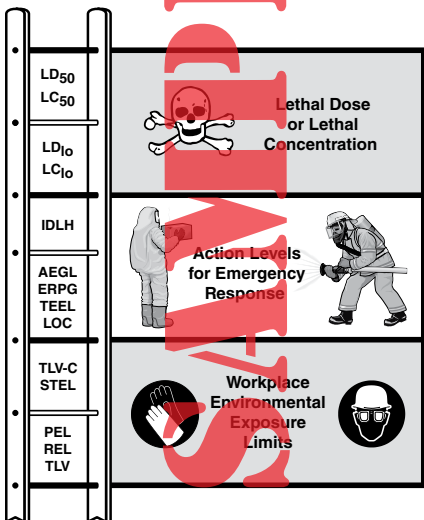 LD50
LC50
LDlo
LClo
IDLH
AEGL
ERPG
TEEL
LOC
TLV-C
STEL
PEL
REL
TLV
Lethal Dose
or Lethal
Concentration
Action Levels
for Emergency
Response
Workplace
Environmental
Exposure
Limits